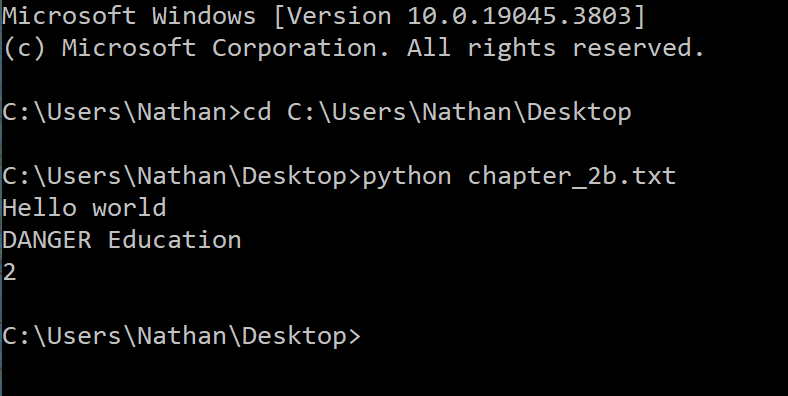 Microsoft Windows [Version 10.0.19045.3803]
(c) Microsoft Corporation. All rights reserved.
C:\Users\Nathan>cd C:\Users\Nathan\Desktop
C:\Users\Nathan\Desktop>python chapter_2b.txt
Hello world
DANGER Education
2
C:\Users\Nathan\Desktop>